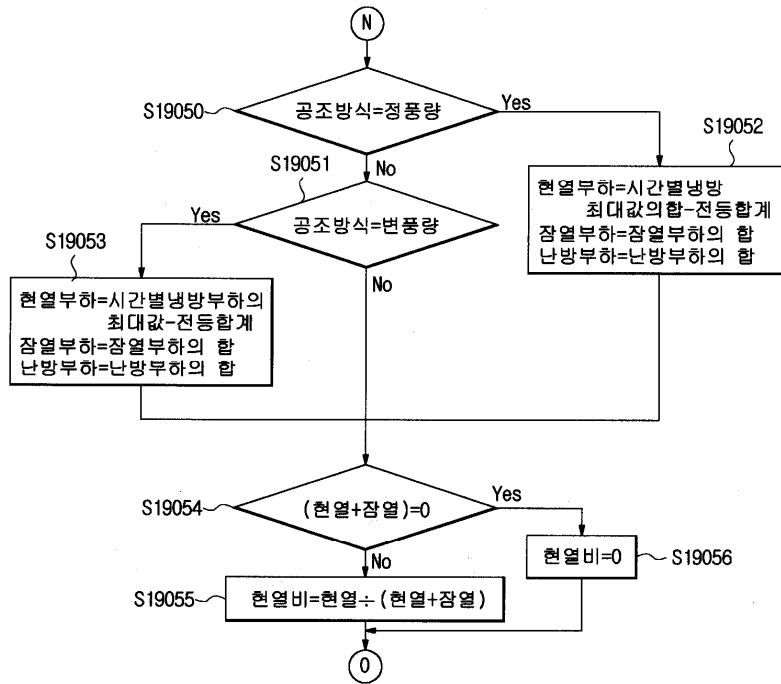 N
S19050
공조방식=정풍량
Yes
No
S19052
현열부하=시간별냉방
최대값의합-전등합계
잠열부하=잠열부하의 합
난방부하=난방부하의 합
S19051
공조방식=변풍량
Yes
No
S19053
현열부하=시간별냉방부하의
최대값-전등합계
잠열부하=잠열부하의 합
난방부하=난방부하의 합
S19054
(현열+잠열)=0
Yes
No
현열비=0
S19056
S19055
현열비=현열÷(현열+잠열)
O